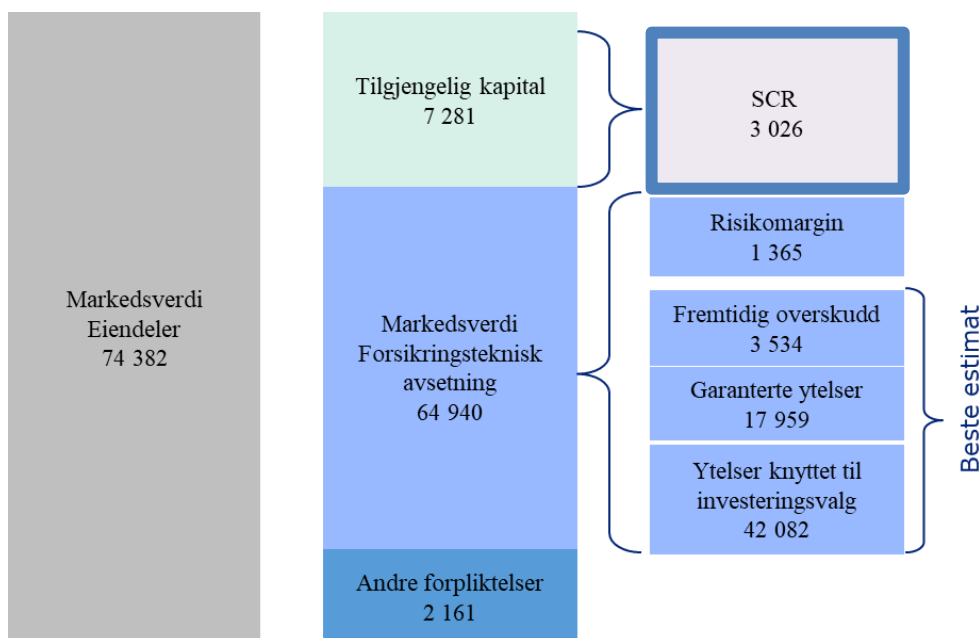 Markedsverdi
Eiendeler
74 382
Tilgjengelig kapital
7 281
Markedsverdi
Forsikringsteknisk
avsetning
64 940
Andre forpliktelser
2 161
SCR
3 026
Risikomargin
1 365
Fremtidig overskudd
3 534
Garanterte ytelser
17 959
Ytelser knyttet til
investeringsvalg
42 082
Beste estimat